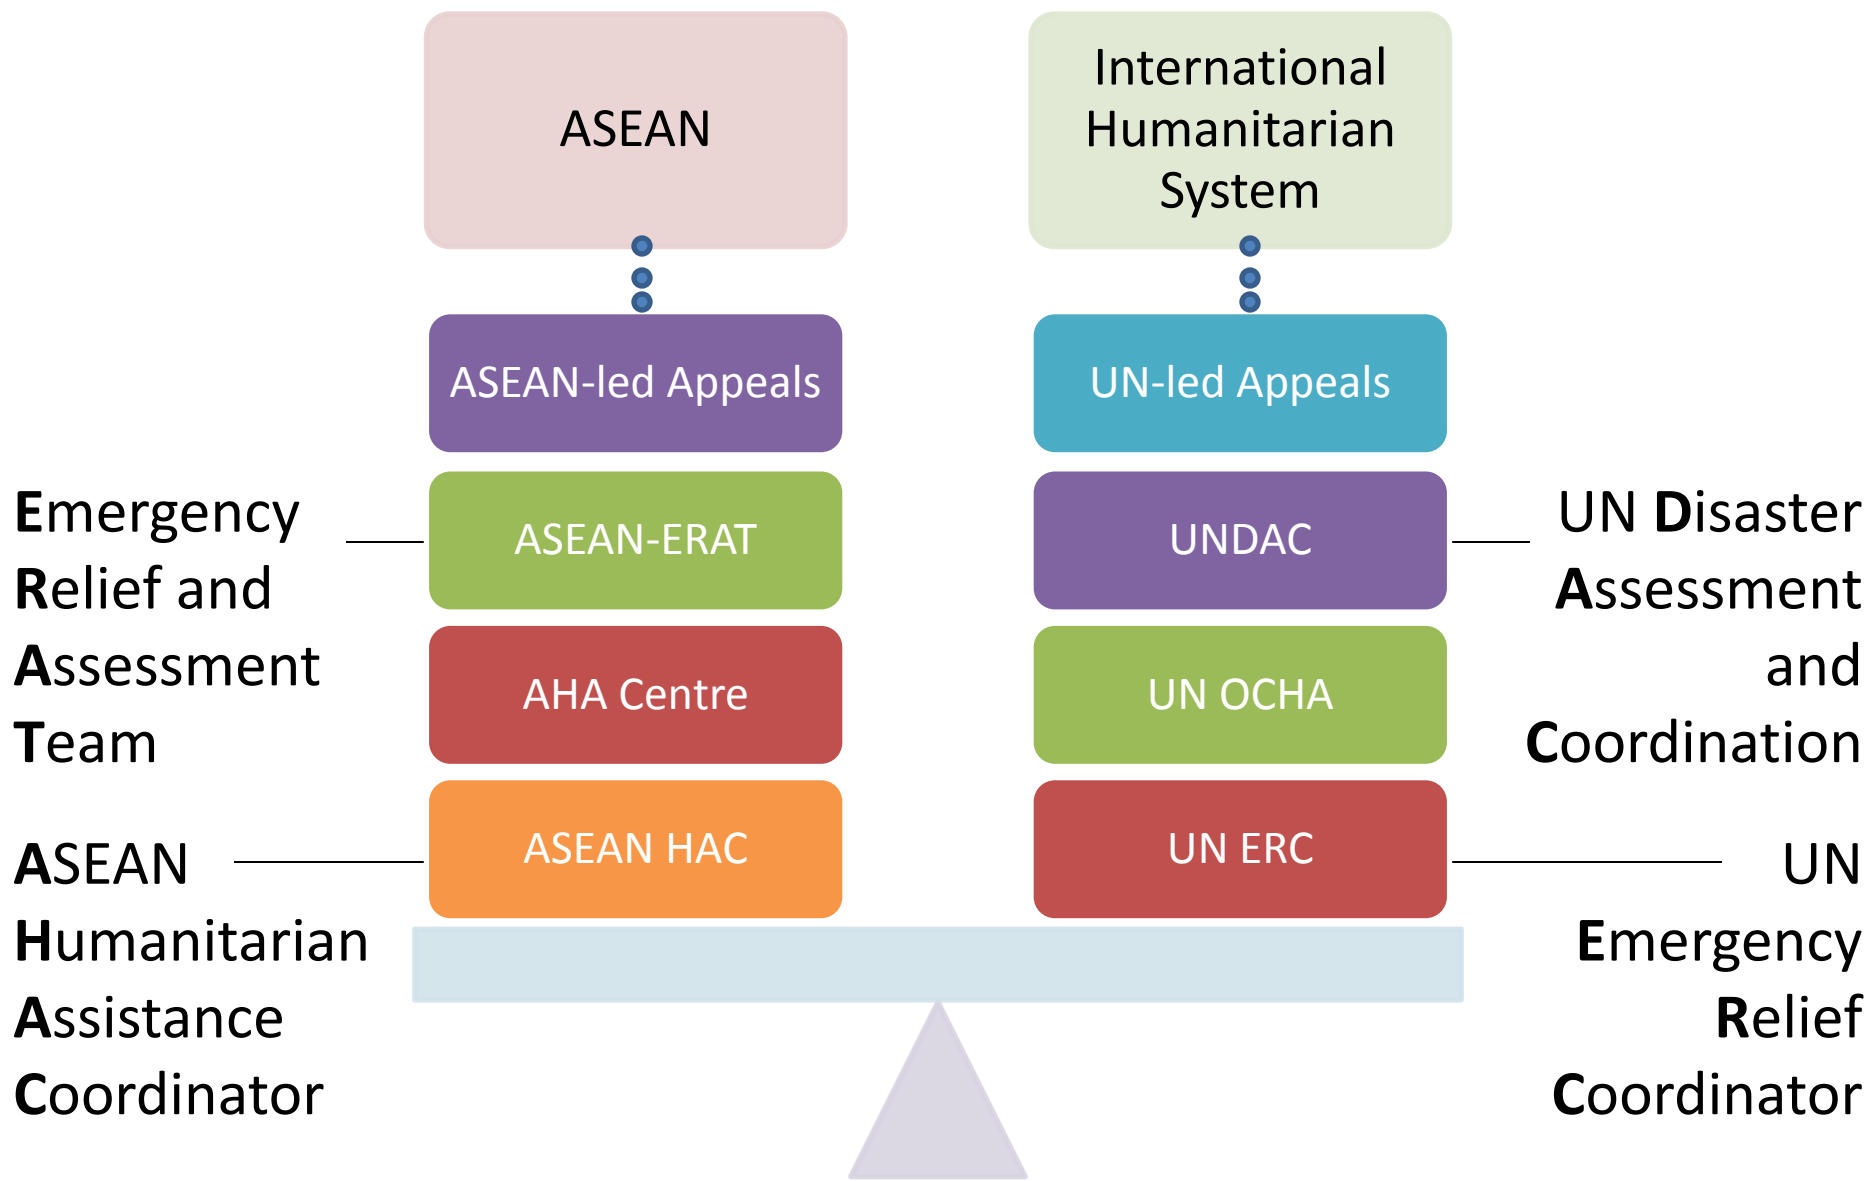 ASEAN
International
Humanitarian
System
ASEAN-led Appeals
UN-led Appeals
ASEAN-ERAT
UNDAC
AHA Centre
UN OCHA
ASEAN HAC
UN ERC
Emergency
Relief and
Assessment
Team
ASEAN
Humanitarian
Assistance
Coordinator
UN Disaster
Assessment
and
Coordination
UN
Emergency
Relief
Coordinator